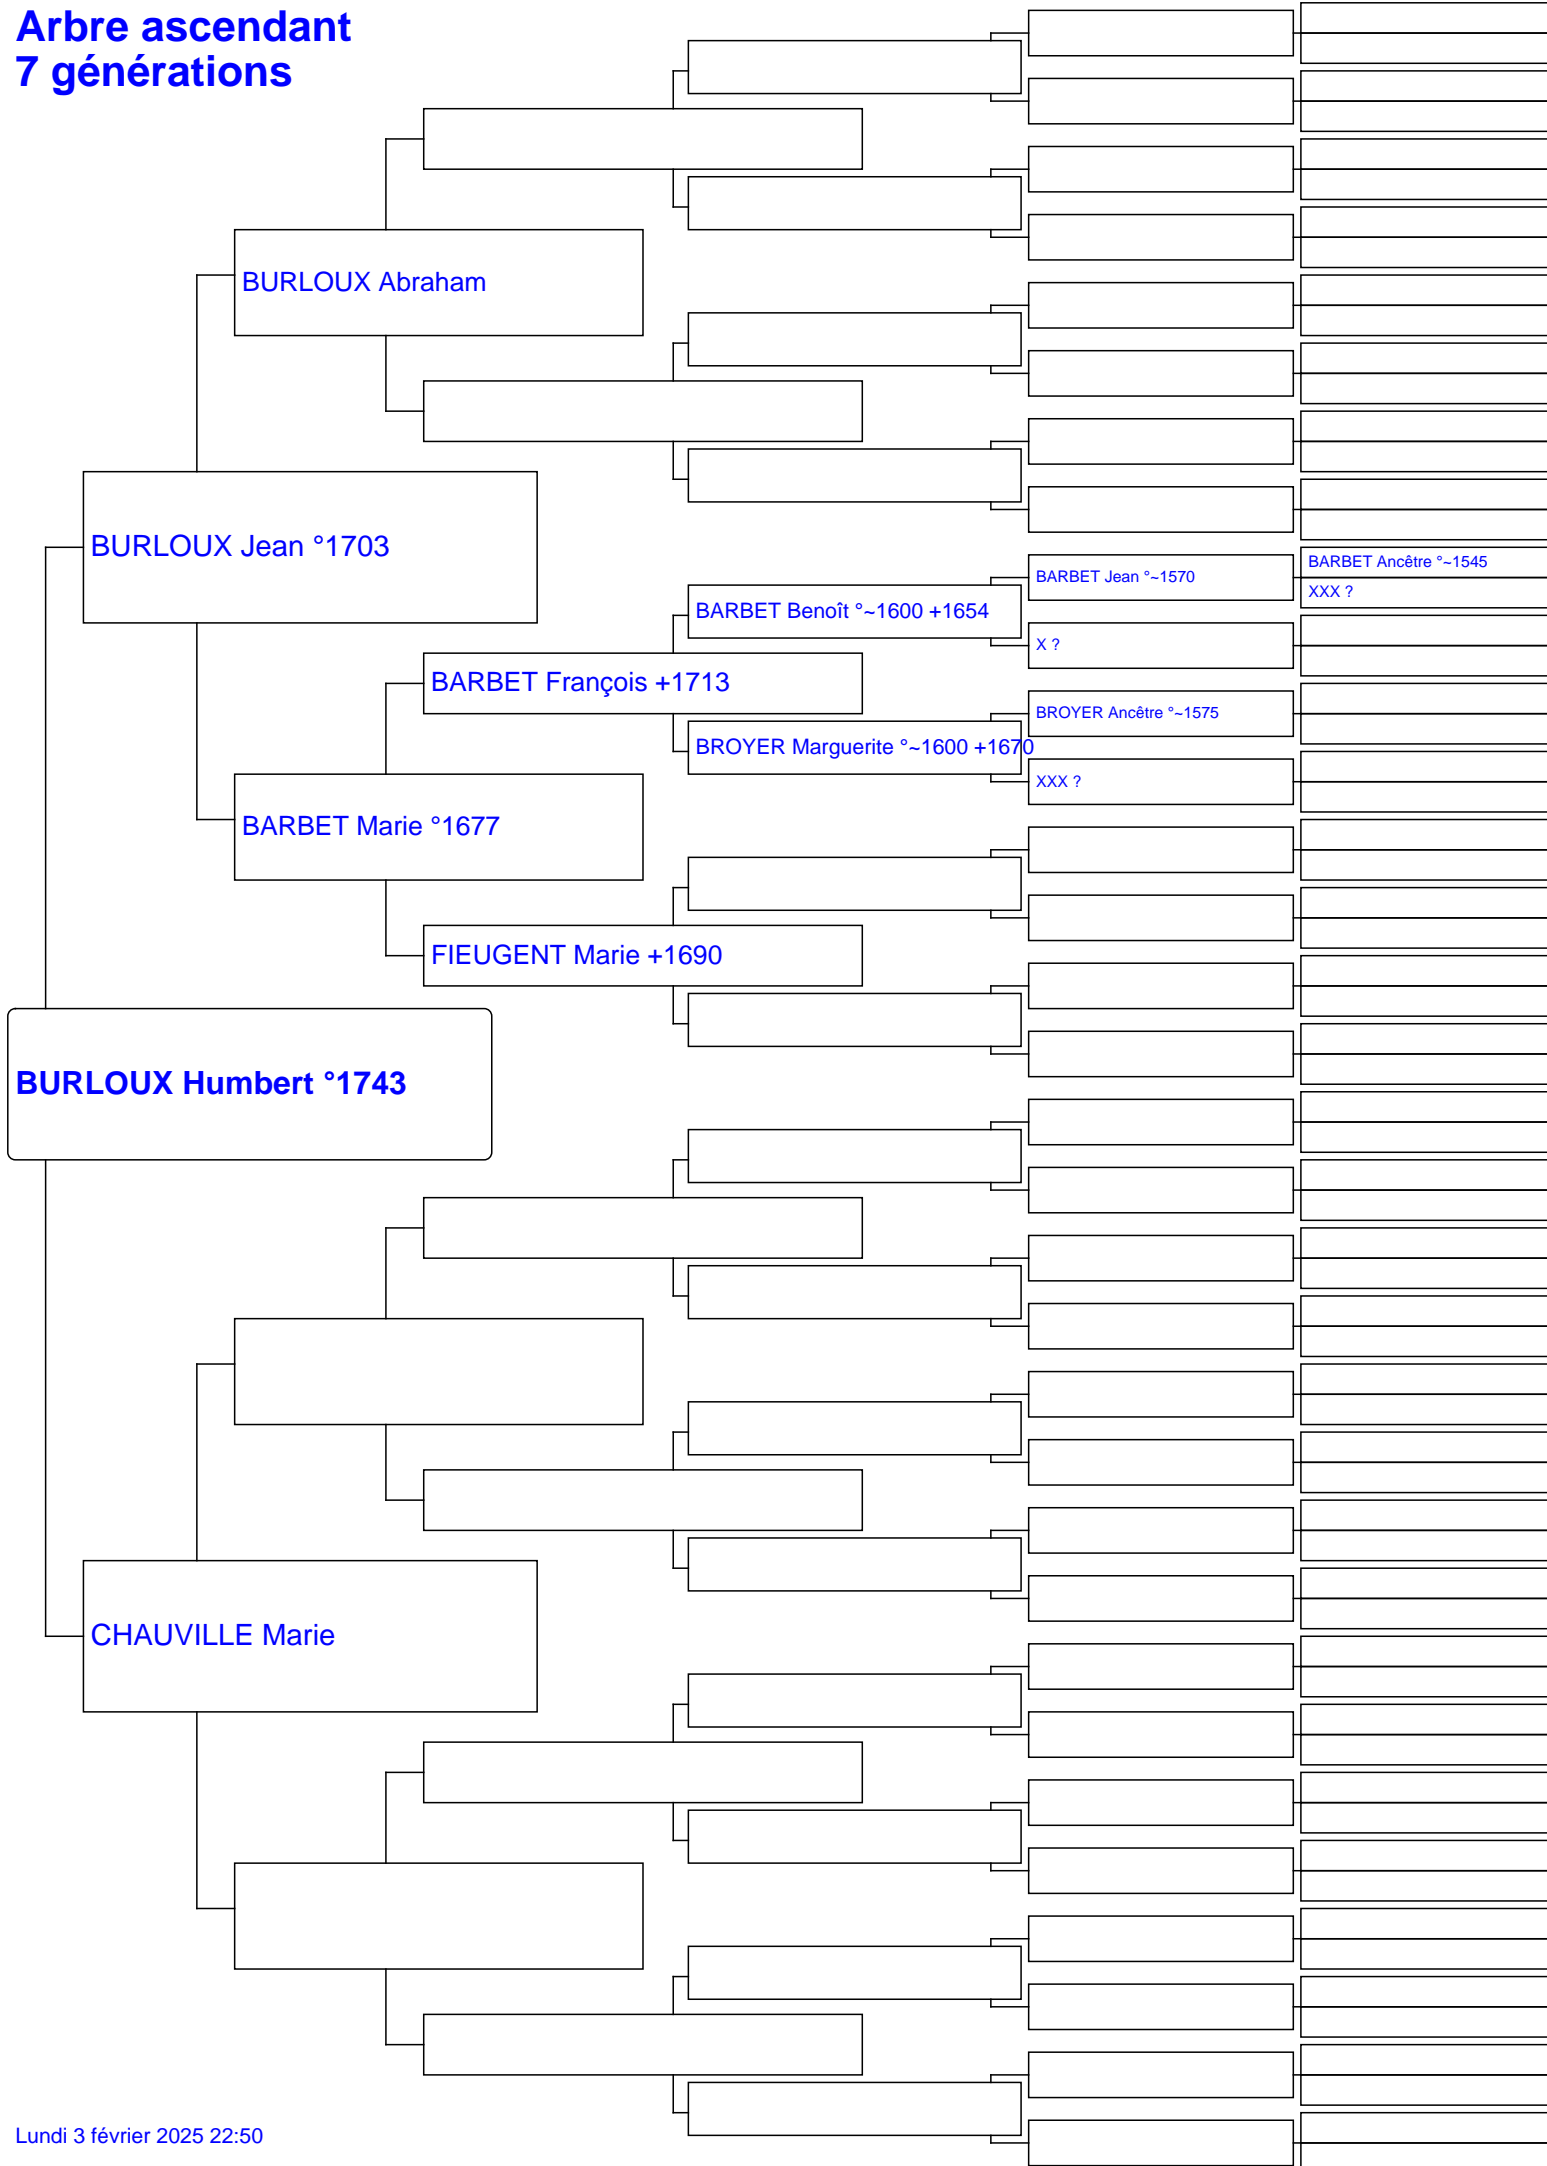 Arbre ascendant
7 générations
BURLOUX Abraham
BURLOUX Jean °1703
BARBET Ancêtre °~1545
BARBET Jean °~1570
XXX ?
BARBET Benoît °~1600 +1654
X ?
BARBET François +1713
BROYER Ancêtre °~1575
BROYER Marguerite °~1600 +1670
XXX ?
BARBET Marie °1677
FIEUGENT Marie +1690
BURLOUX Humbert °1743
CHAUVILLE Marie
Lundi 3 février 2025 22:50